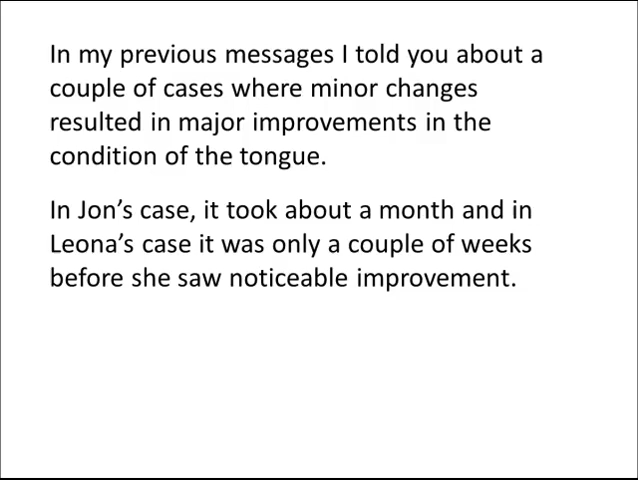 In my previous messages I told you about a
couple of cases where minor changes
resulted in major improvements in the
condition of the tongue.
In Jon’s case, it took about a month and in
Leona’s case it was only a couple of weeks
before she saw noticeable improvement.